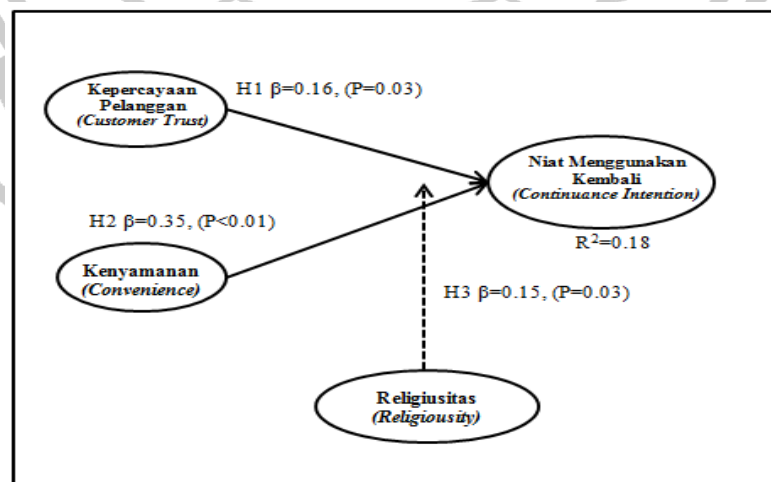 Kepercayaan
Pelanggan
(Customer Trust)
H1 β=0.16, (P=0.03)
Niat Menggunakan
Kembali
(Continuance Intention)
R²=0.18
H2 β=0.35, (P<0.01)
Kenyamanan
(Convenience)
H3 β=0.15, (P=0.03)
Religiusitas
(Religiousity)